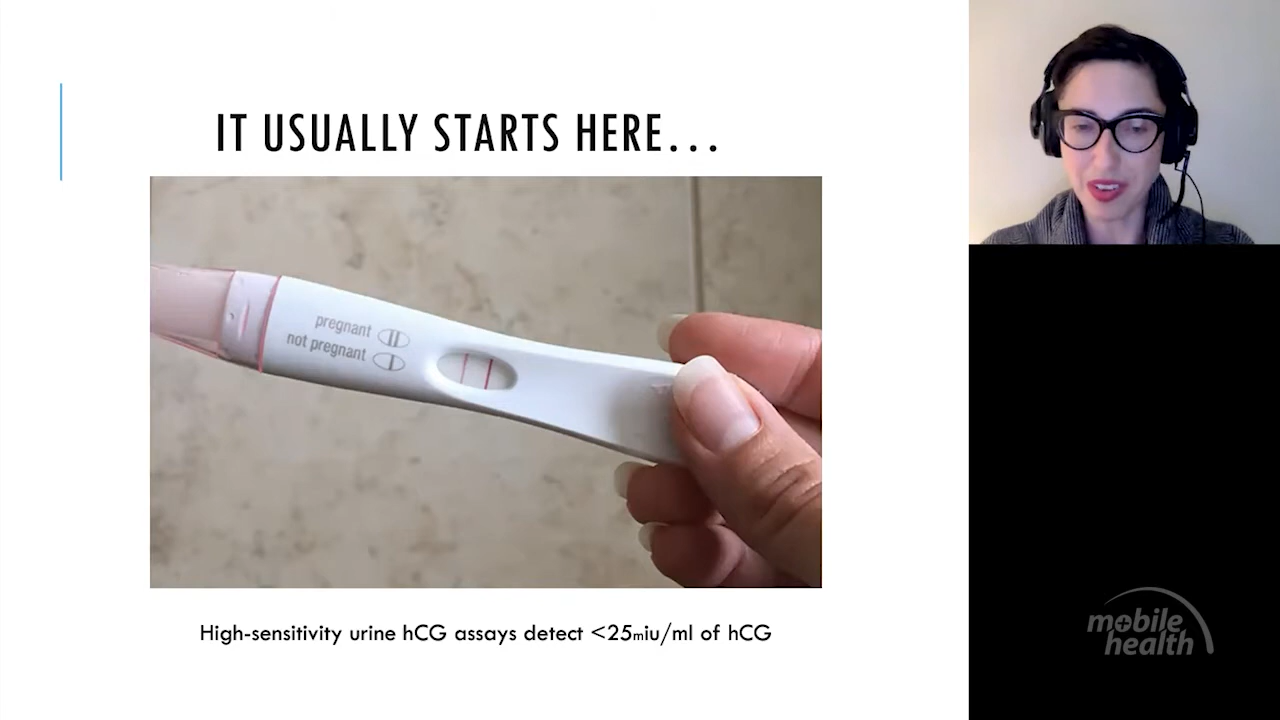 IT USUALLY STARTS HERE...
pregnant
not pregnant
High-sensitivity urine hCG assays detect <25miu/ml of hCG
mobile
health